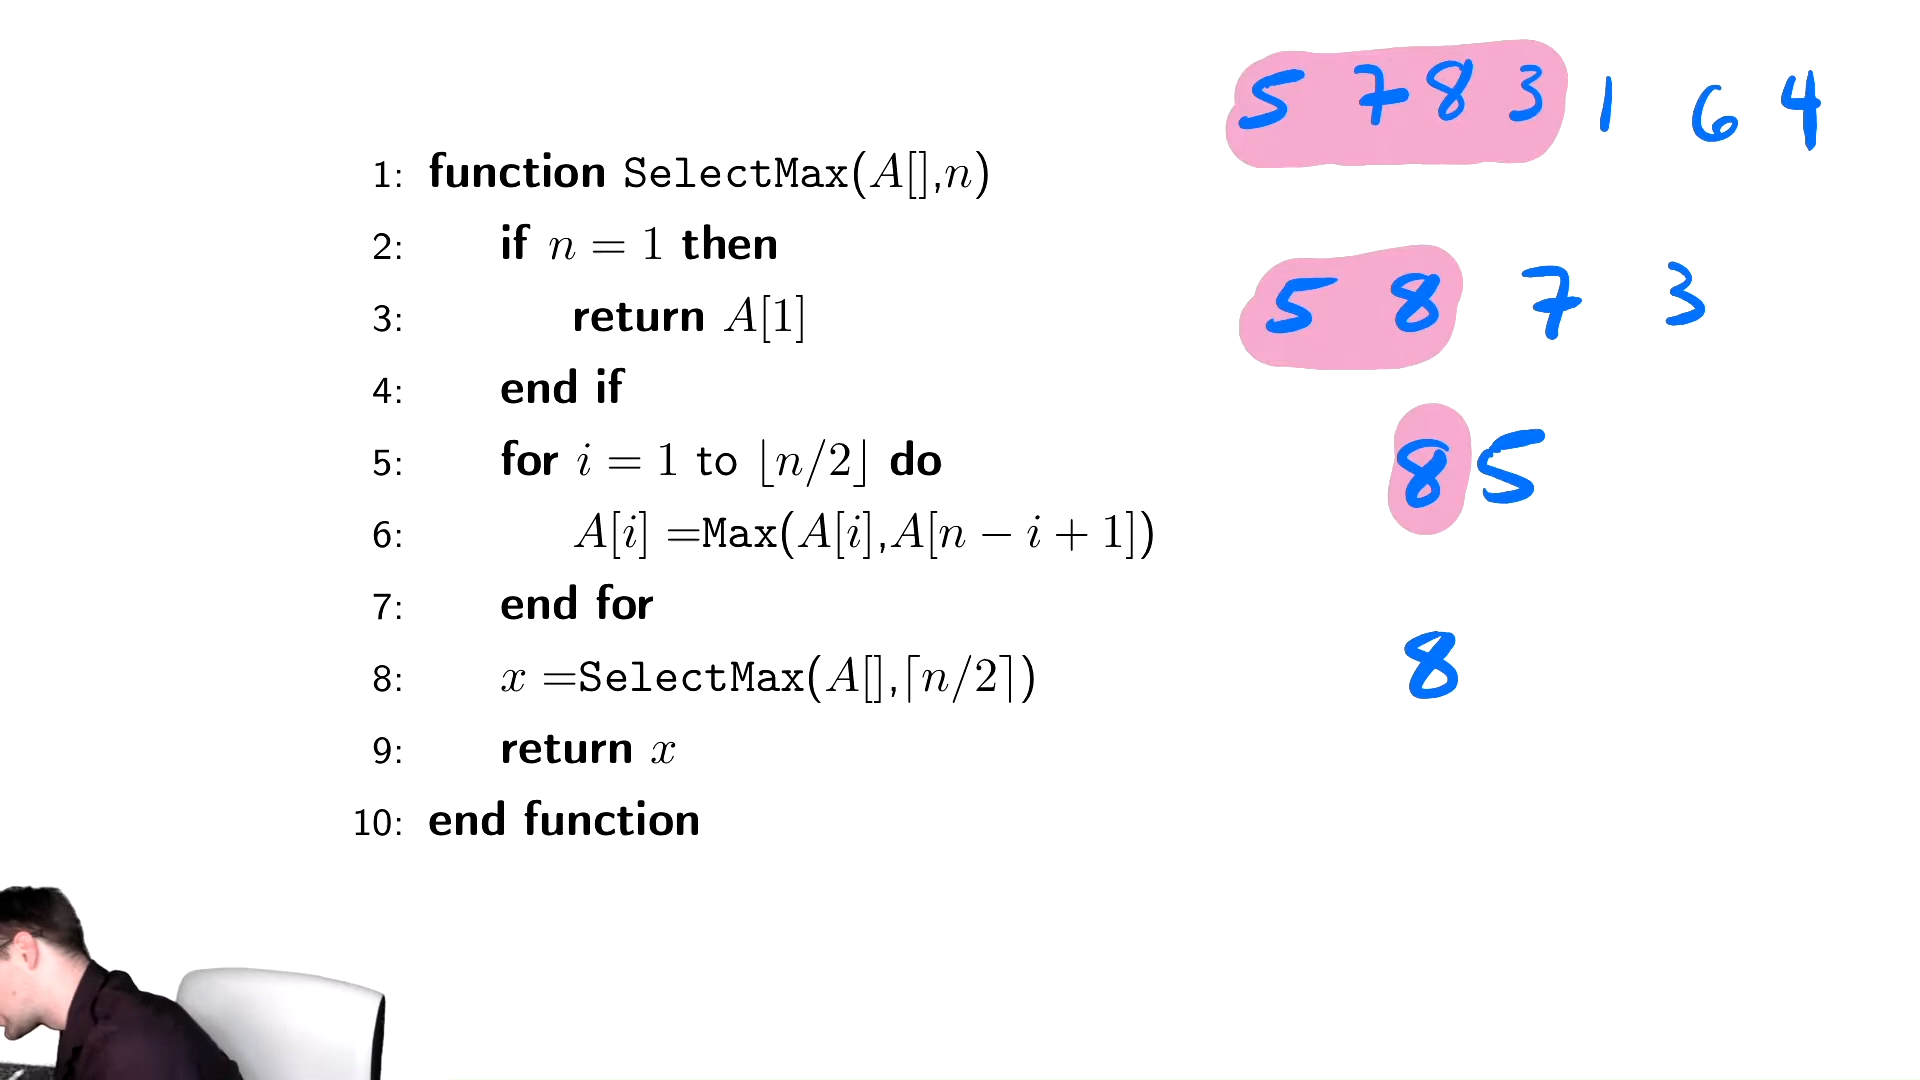 5 7 8 3 1 6 4
1: function SelectMax(A[],n)
2: if n = 1 then
3: return A[1]
4: end if
5: for i = 1 to ⌊n/2⌋ do
6: A[i] =Max(A[i],A[n − i + 1])
7: end for
8: x =SelectMax(A[],⌈n/2⌉)
9: return x
10: end function
5 8 7 3
8 5
8